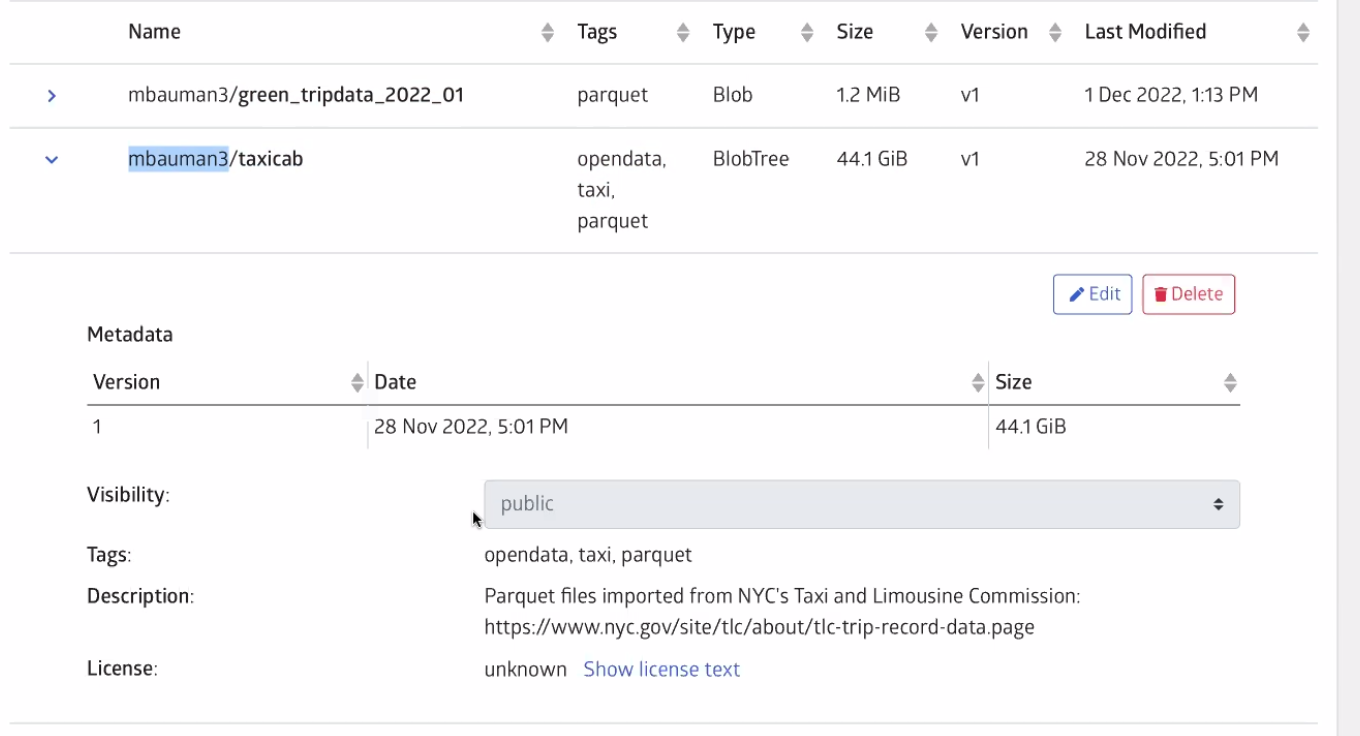 Name Tags Type Size Version Last Modified
mbauman3/green_tripdata_2022_01 parquet Blob 1.2 MiB v1 1 Dec 2022, 1:13 PM
mbauman3/taxicab opendata, BlobTree 44.1 GiB v1 28 Nov 2022, 5:01 PM
taxi,
parquet
Edit Delete
Metadata
Version Date Size
1 28 Nov 2022, 5:01 PM 44.1 GiB
Visibility: public
Tags: opendata, taxi, parquet
Description: Parquet files imported from NYC's Taxi and Limousine Commission:
https://www.nyc.gov/site/tlc/about/tlc-trip-record-data.page
License: unknown Show license text